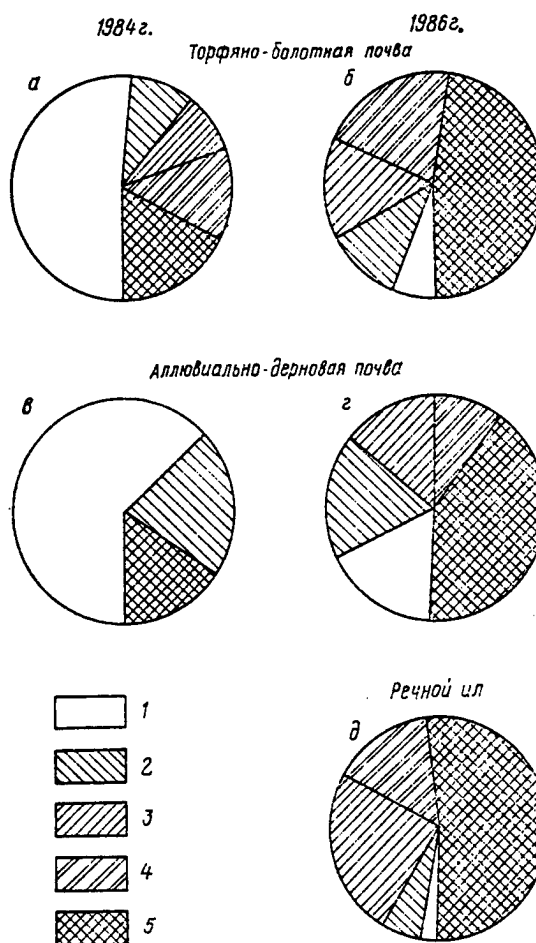 1984г. 1986г.
Торфяно-болотная почва
а б
Аллювиально-дерновая почва
в г
1
Речной ил
2
д
3
4
5